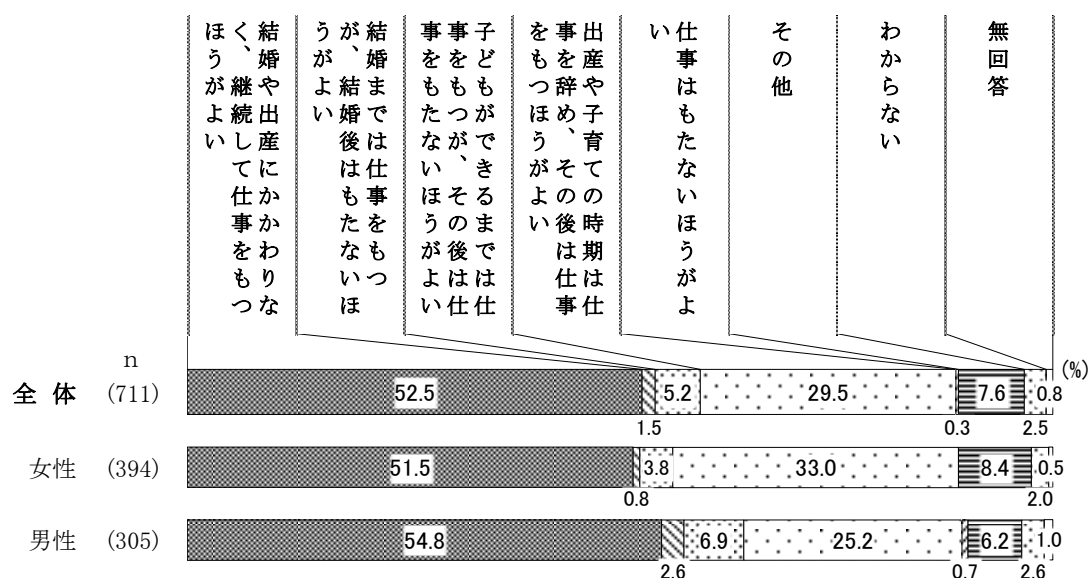 結婚や出産にかかわりな
く、継続して仕事をもつ
ほうがよい
結婚までは仕事をもつ
が、結婚後はもたないほ
うがよい
子どもができるまでは仕
事をもつが、その後は仕
事をもたないほうがよい
出産や子育ての時期は仕
事を辞め、その後は仕事
をもつほうがよい
仕事はもたないほうがよ
い
その他
わからない
無回答
(%)
n
全 体 (711) 52.5 5.2 29.5 7.6 0.8
1.5 0.3 2.5
女性 (394) 51.5 3.8 33.0 8.4 0.5
0.8 2.0
男性 (305) 54.8 6.9 25.2 6.2 1.0
2.6 0.7 2.6